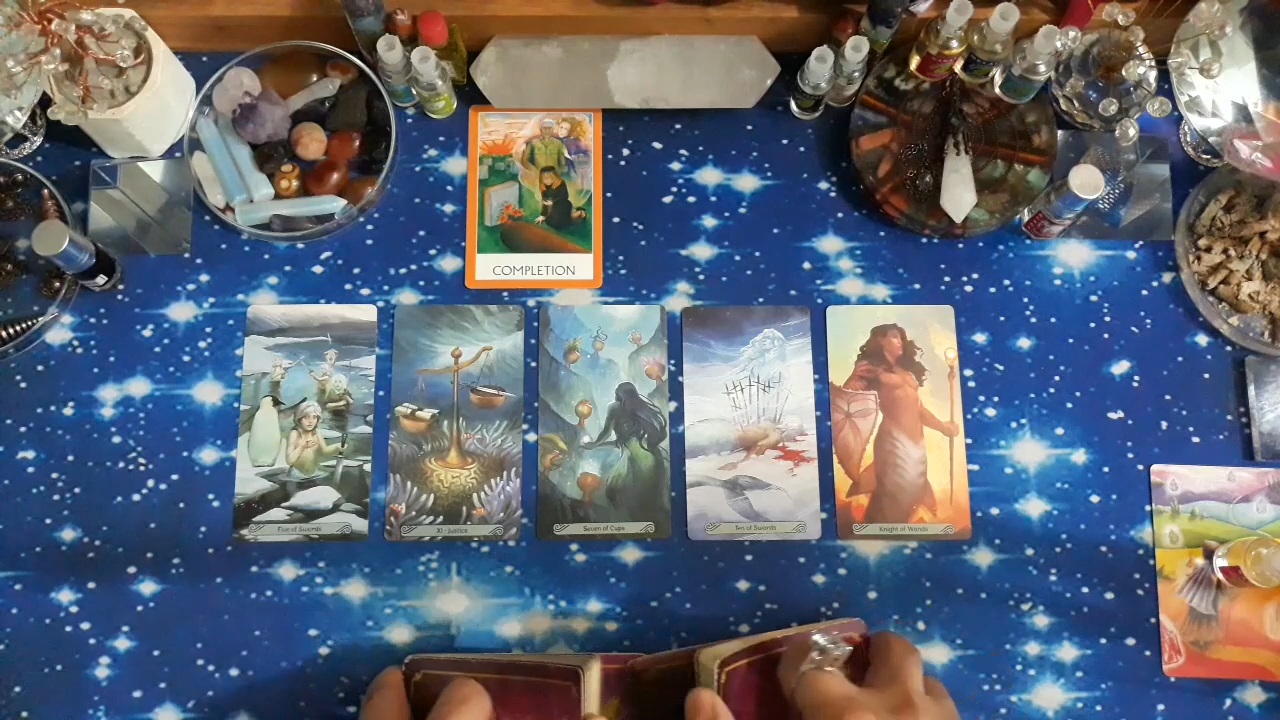 COMPLETION
Five of Swords
XI - Justice
Seven of Cups
Ten of Swords
Knight of Wands